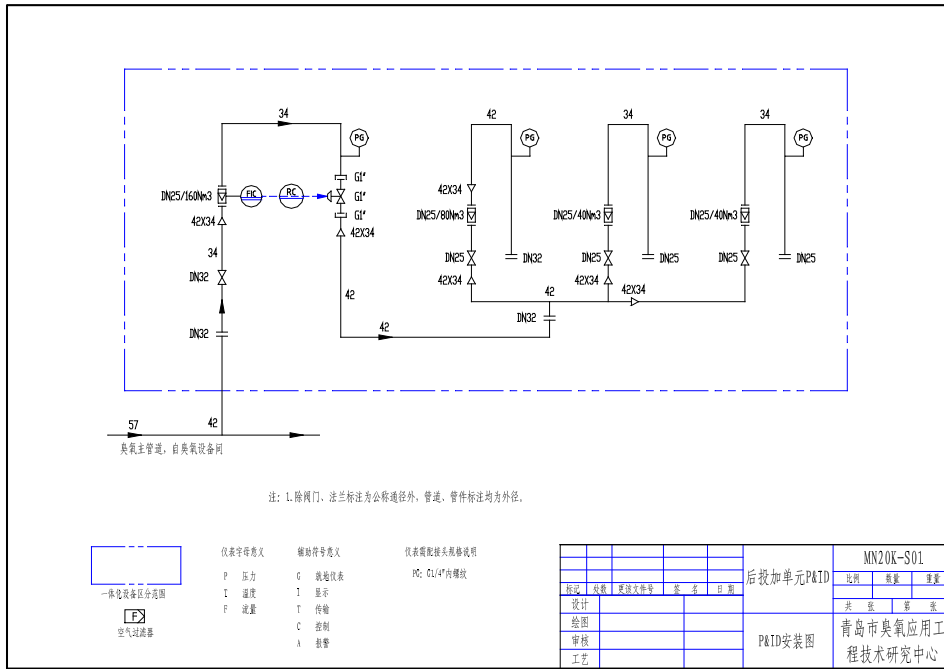 34
42
34
34
PG
PG
PG
PG
G1"
DN25/160Nm3
FIC
RC
G1"
42X34
G1"
42X34
42X34
DN25/80Nm3
DN25/40Nm3
DN25/40Nm3
34
DN25
DN32
DN25
DN25
DN25
DN25
DN32
42X34
42X34
42X34
42
42
DN32
DN32
42
57
42
臭氧主管道，自臭氧设备间
注：1.除阀门、法兰标注为公称通径外，管道、管件标注均为外径。
仪表字母意义
辅助符号意义
仪表需配接头规格说明
P 压力
G 就地仪表
PG: G1/4"内螺纹
T 温度
I 显示
F 流量
T 传输
C 控制
A 报警
一体化设备区分范围
F
空气过滤器
标记 处数 更改文件号 签 名 日 期
设计
绘图
审核
工艺
后投加单元P&ID
P&ID安装图
MN20K-S01
比例 数量 重量
共 张 第 张
青岛市臭氧应用工
程技术研究中心